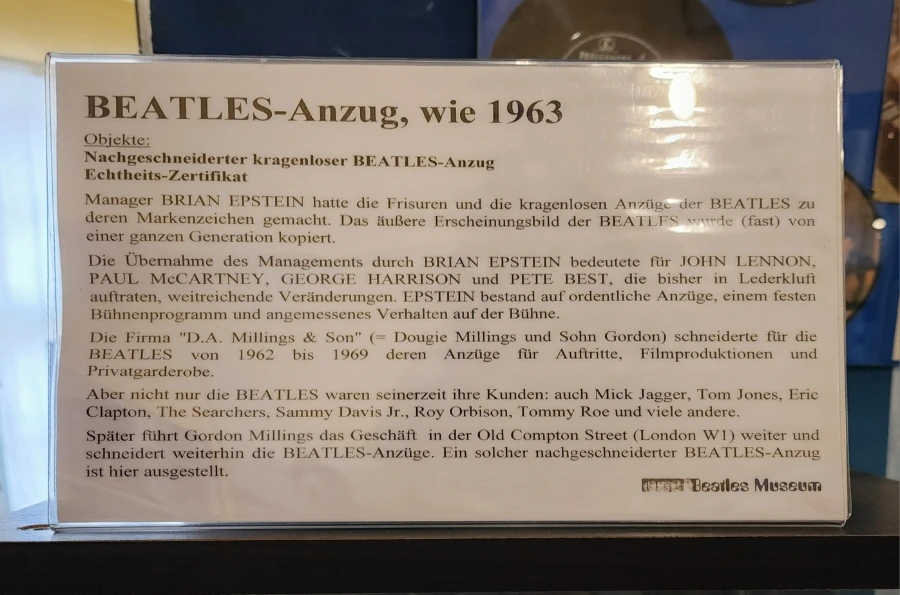 BEATLES-Anzug, wie 1963
Objekte:
Nachgeschneiderter kragenloser BEATLES-Anzug
Echtheits-Zertifikat
Manager BRIAN EPSTEIN hatte die Frisuren und die kragenlosen Anzüge der BEATLES zu
deren Markenzeichen gemacht. Das äußere Erscheinungsbild der BEATLES wurde (fast) von
einer ganzen Generation kopiert.
Die Übernahme des Managements durch BRIAN EPSTEIN bedeutete für JOHN LENNON,
PAUL McCARTNEY, GEORGE HARRISON und PETE BEST, die bisher in Lederkluft
auftraten, weitreichende Veränderungen. EPSTEIN bestand auf ordentliche Anzüge, einem festen
Bühnenprogramm und angemessenes Verhalten auf der Bühne.
Die Firma "D.A. Millings & Son" (= Dougie Millings und Sohn Gordon) schneiderte für die
BEATLES von 1962 bis 1969 deren Anzüge für Auftritte, Filmproduktionen und
Privatgarderobe.
Aber nicht nur die BEATLES waren seinerzeit ihre Kunden: auch Mick Jagger, Tom Jones, Eric
Clapton, The Searchers, Sammy Davis Jr., Roy Orbison, Tommy Roe und viele andere.
Später führt Gordon Millings das Geschäft in der Old Compton Street (London W1) weiter und
schneidert weiterhin die BEATLES-Anzüge. Ein solcher nachgeschneiderter BEATLES-Anzug
ist hier ausgestellt.
Beatles Museum